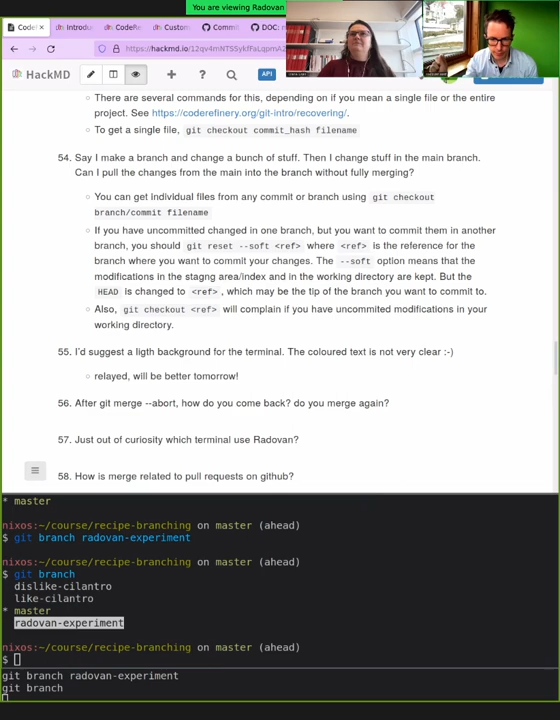 You are viewing Radovan
CodeI
Introdu
CodeRe
Custom
Commi
DOC: n
https://hackmd.io/12qv4mNTS5ykfFaLqpmA2
HackMD
API
There are several commands for this, depending on if you mean a single file or the entire
project. See https://coderefinery.org/git-intro/recovering/.
To get a single file, git checkout commit_hash filename
54. Say I make a branch and change a bunch of stuff. Then I change stuff in the main branch.
Can I pull the changes from the main into the branch without fully merging?
You can get individual files from any commit or branch using git checkout
branch/commit filename
If you have uncommitted changed in one branch, but you want to commit them in another
branch, you should git reset --soft <ref> where <ref> is the reference for the
branch where you want to commit your changes. The --soft option means that the
modifications in the stagng area/index and in the working directory are kept. But the
HEAD is changed to <ref>, which may be the tip of the branch you want to commit to.
Also, git checkout <ref> will complain if you have uncommited modifications in your
working directory.
55. I'd suggest a ligth background for the terminal. The coloured text is not very clear :-)
relayed, will be better tomorrow!
56. After git merge --abort, how do you come back? do you merge again?
57. Just out of curiosity which terminal use Radovan?
58. How is merge related to pull requests on github?
* master
nixos:~/course/recipe-branching on master (ahead)
$ git branch radovan-experiment
nixos:~/course/recipe-branching on master (ahead)
$ git branch
dislike-cilantro
like-cilantro
* master
radovan-experiment
nixos:~/course/recipe-branching on master (ahead)
$
git branch radovan-experiment
git branch